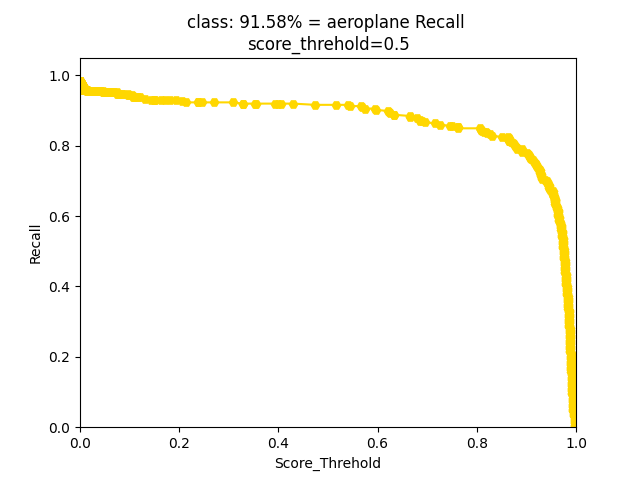 class: 91.58% = aeroplane Recall
score_threhold=0.5
Recall
1.0
0.8
0.6
0.4
0.2
0.0
0.0 0.2 0.4 0.6 0.8 1.0
Score_Threhold